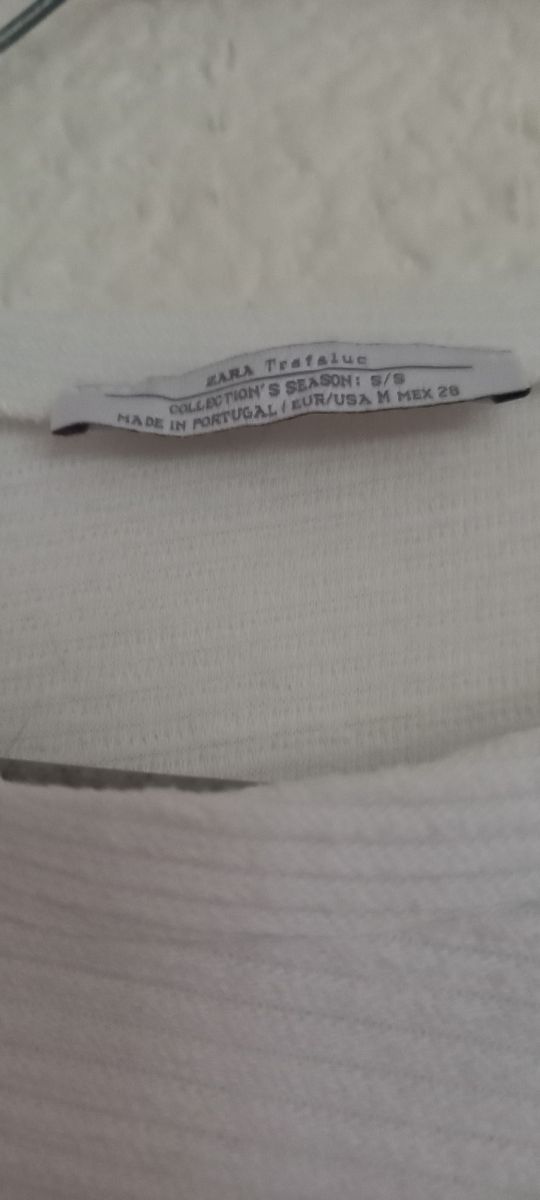 ZARA Trafaluc
COLLECTION'S SEASON: S/S
MADE IN PORTUGAL / EUR/USA M MEX 28